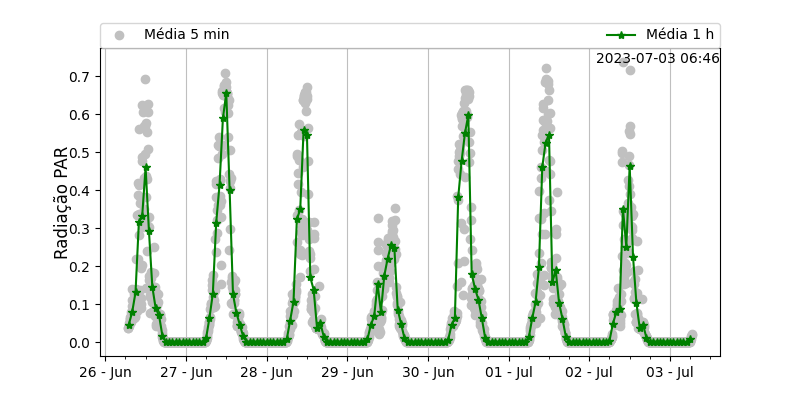 Média 5 min
Média 1 h
2023-07-03 06:46
Radiação PAR
0.7
0.6
0.5
0.4
0.3
0.2
0.1
0.0
26 - Jun
27 - Jun
28 - Jun
29 - Jun
30 - Jun
01 - Jul
02 - Jul
03 - Jul